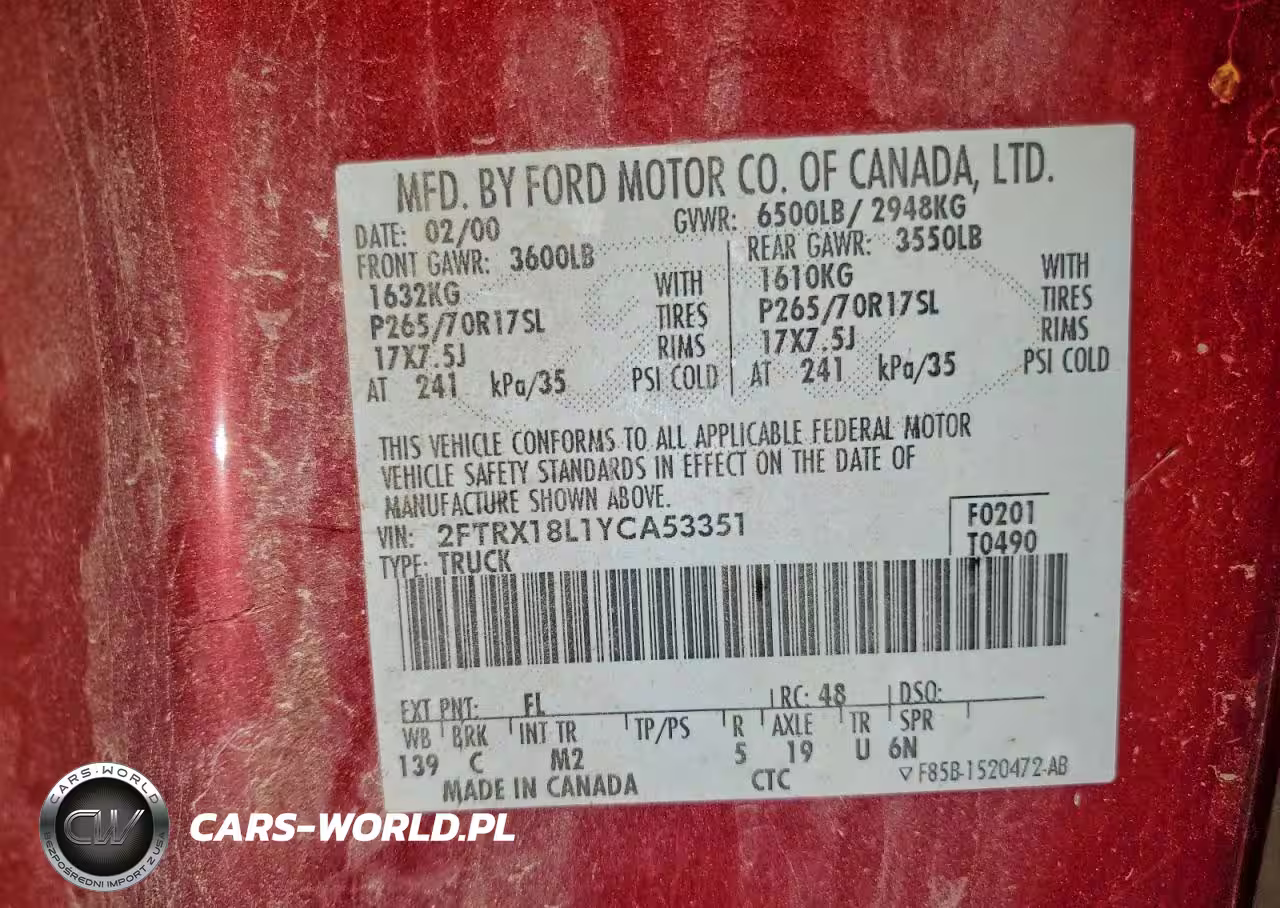 MFD. BY FORD MOTOR CO. OF CANADA, LTD.
DATE: 02/00 GVWR: 6500LB/ 2948KG
FRONT GAWR: 3600LB REAR GAWR: 3550LB
1632KG WITH 1610KG WITH
P265/70R17SL TIRES P265/70R17SL TIRES
17X7.5J RIMS 17X7.5J RIMS
AT 241 kPa/35 PSI COLD AT 241 kPa/35 PSI COLD
THIS VEHICLE CONFORMS TO ALL APPLICABLE FEDERAL MOTOR
VEHICLE SAFETY STANDARDS IN EFFECT ON THE DATE OF
MANUFACTURE SHOWN ABOVE.
VIN: 2FTRX18L1YCA53351 F0201
TYPE: TRUCK T0490
EXT PNT: FL RC: 48 DSO:
WB BRK INT TR TP/PS R AXLE TR SPR
139 C M2 5 19 U 6N
MADE IN CANADA CTC ▽ F85B-1520472-AB
CARS-WORLD
CW
BEZPOŚREDNI IMPORT Z USA
CARS-WORLD.PL